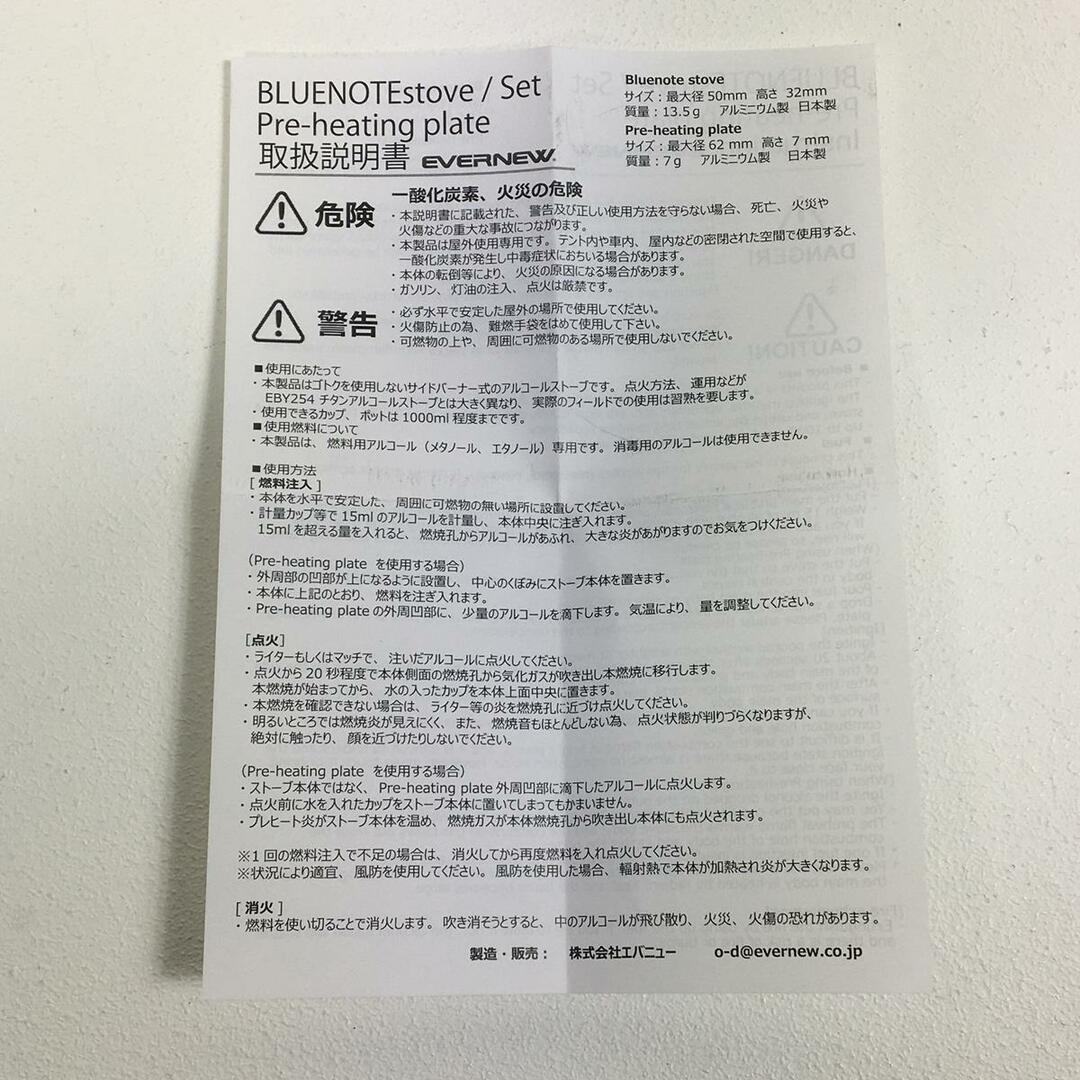 BLUENOTEstove / Set
Pre-heating plate
取扱説明書 EVERNEW
Bluenote stove
サイズ：最大径 50mm 高さ 32mm
質量：13.5g アルミニウム製 日本製
Pre-heating plate
サイズ：最大径 62 mm 高さ 7 mm
質量：7g アルミニウム製 日本製
危険
一酸化炭素、火災の危険
・本説明書に記載された、警告及び正しい使用方法を守らない場合、死亡、火災や
火傷などの重大な事故につながります。
・本製品は屋外使用専用です。テント内や車内、屋内などの密閉された空間で使用すると、
一酸化炭素が発生し中毒症状におちいる場合があります。
・本体の転倒等により、火災の原因になる場合があります。
・ガソリン、灯油の注入、点火は厳禁です。
警告
・必ず水平で安定した屋外の場所で使用してください。
・火傷防止の為、難燃手袋をはめて使用して下さい。
・可燃物の上や、周囲に可燃物のある場所で使用しないでください。
■使用にあたって
・本製品はゴトクを使用しないサイドバーナー式のアルコールストーブです。点火方法、運用などが
EBY254 チタンアルコールストーブとは大きく異なり、実際のフィールドでの使用は習熟を要します。
・使用できるカップ、ポットは 1000ml 程度までです。
■使用燃料について
・本製品は、燃料用アルコール（メタノール、エタノール）専用です。消毒用のアルコールは使用できません。
■使用方法
[ 燃料注入 ]
・本体を水平で安定した、周囲に可燃物の無い場所に設置してください。
・計量カップ等で 15ml のアルコールを計量し、本体中央に注ぎ入れます。
15ml を超える量を入れると、燃焼孔からアルコールがあふれ、大きな炎があがりますのでお気をつけください。
（Pre-heating plate を使用する場合）
・外周部の凹部が上になるように設置し、中心のくぼみにストーブ本体を置きます。
・本体に上記のとおり、燃料を注ぎ入れます。
・Pre-heating plate の外周凹部に、少量のアルコールを滴下します。気温により、量を調整してください。
[点火]
・ライターもしくはマッチで、注いだアルコールに点火してください。
・点火から 20 秒程度で本体側面の燃焼孔から気化ガスが吹き出し本燃焼に移行します。
本燃焼が始まってから、水の入ったカップを本体上面中央に置きます。
・本燃焼を確認できない場合は、ライター等の炎を燃焼孔に近づけ点火してください。
・明るいところでは燃焼炎が見えにくく、また、燃焼音もほとんどしない為、点火状態が判りづらくなりますが、
絶対に触ったり、顔を近づけたりしないでください。
（Pre-heating plate を使用する場合）
・ストーブ本体ではなく、Pre-heating plate 外周凹部に滴下したアルコールに点火します。
・点火前に水を入れたカップをストーブ本体に置いてしまってもかまいません。
・プレヒート炎がストーブ本体を温め、燃焼ガスが本体燃焼孔から吹き出し本体にも点火されます。
※1 回の燃料注入で不足の場合は、消火してから再度燃料を入れ点火してください。
※状況により適宜、風防を使用してください。風防を使用した場合、輻射熱で本体が加熱され炎が大きくなります。
[ 消火 ]
・燃料を使い切ることで消火します。吹き消そうとすると、中のアルコールが飛び散り、火災、火傷の恐れがあります。
製造・販売： 株式会社エバニュー o-d@evernew.co.jp